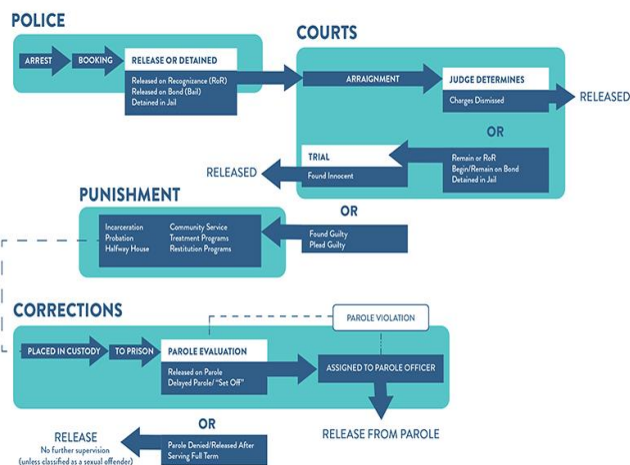 POLICE
ARREST
BOOKING
RELEASE OR DETAINED
Released on Recognizance (RoR)
Released on Bond (Bail)
Detained in Jail
COURTS
ARRAIGNMENT
JUDGE DETERMINES
Charges Dismissed
RELEASED
OR
Remain or RoR
Begin/Remain on Bond
Detained in Jail
TRIAL
Found Innocent
RELEASED
OR
Found Guilty
Plead Guilty
PUNISHMENT
Incarceration
Probation
Halfway House
Community Service
Treatment Programs
Restitution Programs
CORRECTIONS
PLACED IN CUSTODY
TO PRISON
PAROLE EVALUATION
Released on Parole
Delayed Parole/ "Set Off"
PAROLE VIOLATION
ASSIGNED TO PAROLE OFFICER
RELEASE FROM PAROLE
OR
Parole Denied/Released After
Serving Full Term
RELEASE
No further supervision
(unless classified as a sexual offender)